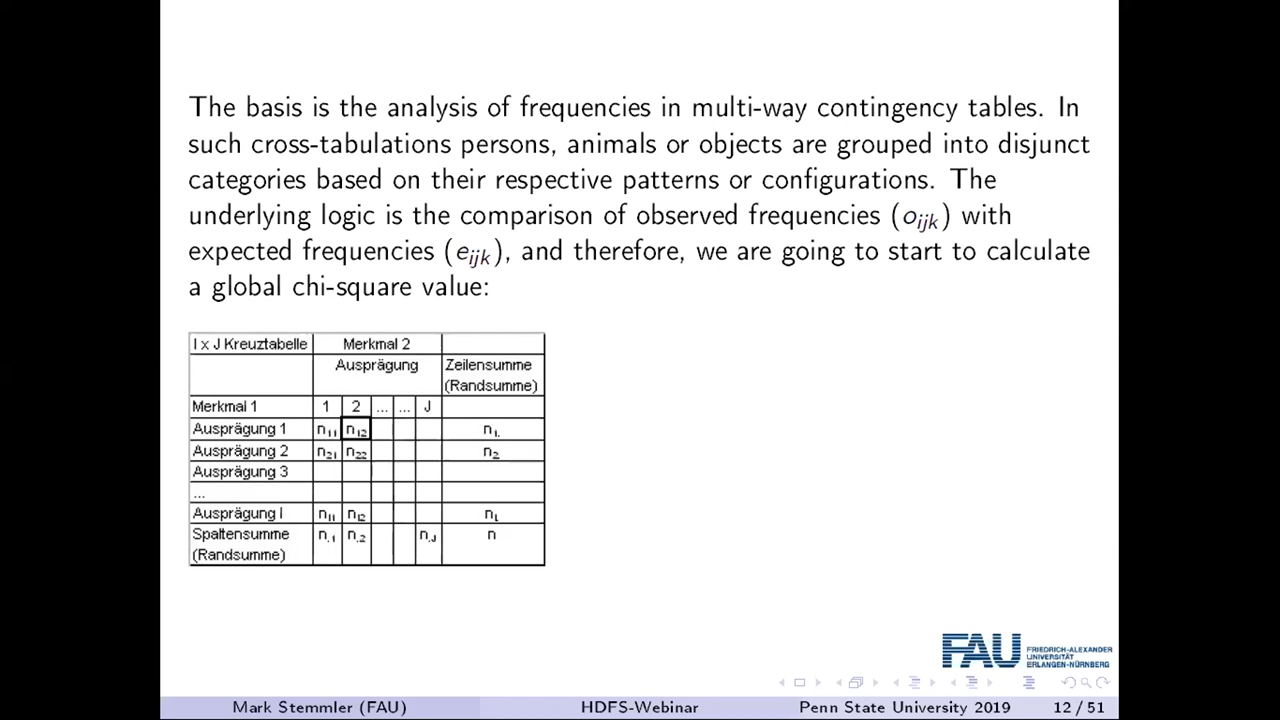 The basis is the analysis of frequencies in multi-way contingency tables. In
such cross-tabulations persons, animals or objects are grouped into disjunct
categories based on their respective patterns or configurations. The
underlying logic is the comparison of observed frequencies (oijk) with
expected frequencies (eijk), and therefore, we are going to start to calculate
a global chi-square value:
I x J Kreuztabelle Merkmal 2
Ausprägung Zeilensumme
(Randsumme)
Merkmal 1 1 2 ... ... J
Ausprägung 1 n11 n12 n1.
Ausprägung 2 n21 n22 n2
Ausprägung 3
...
Ausprägung I nI1 nI2 nI.
Spaltensumme n.1 n.2 n.J n
(Randsumme)
FAU FRIEDRICH-ALEXANDER
UNIVERSITÄT
ERLANGEN-NÜRNBERG
Mark Stemmler (FAU) HDFS-Webinar Penn State University 2019 12 / 51